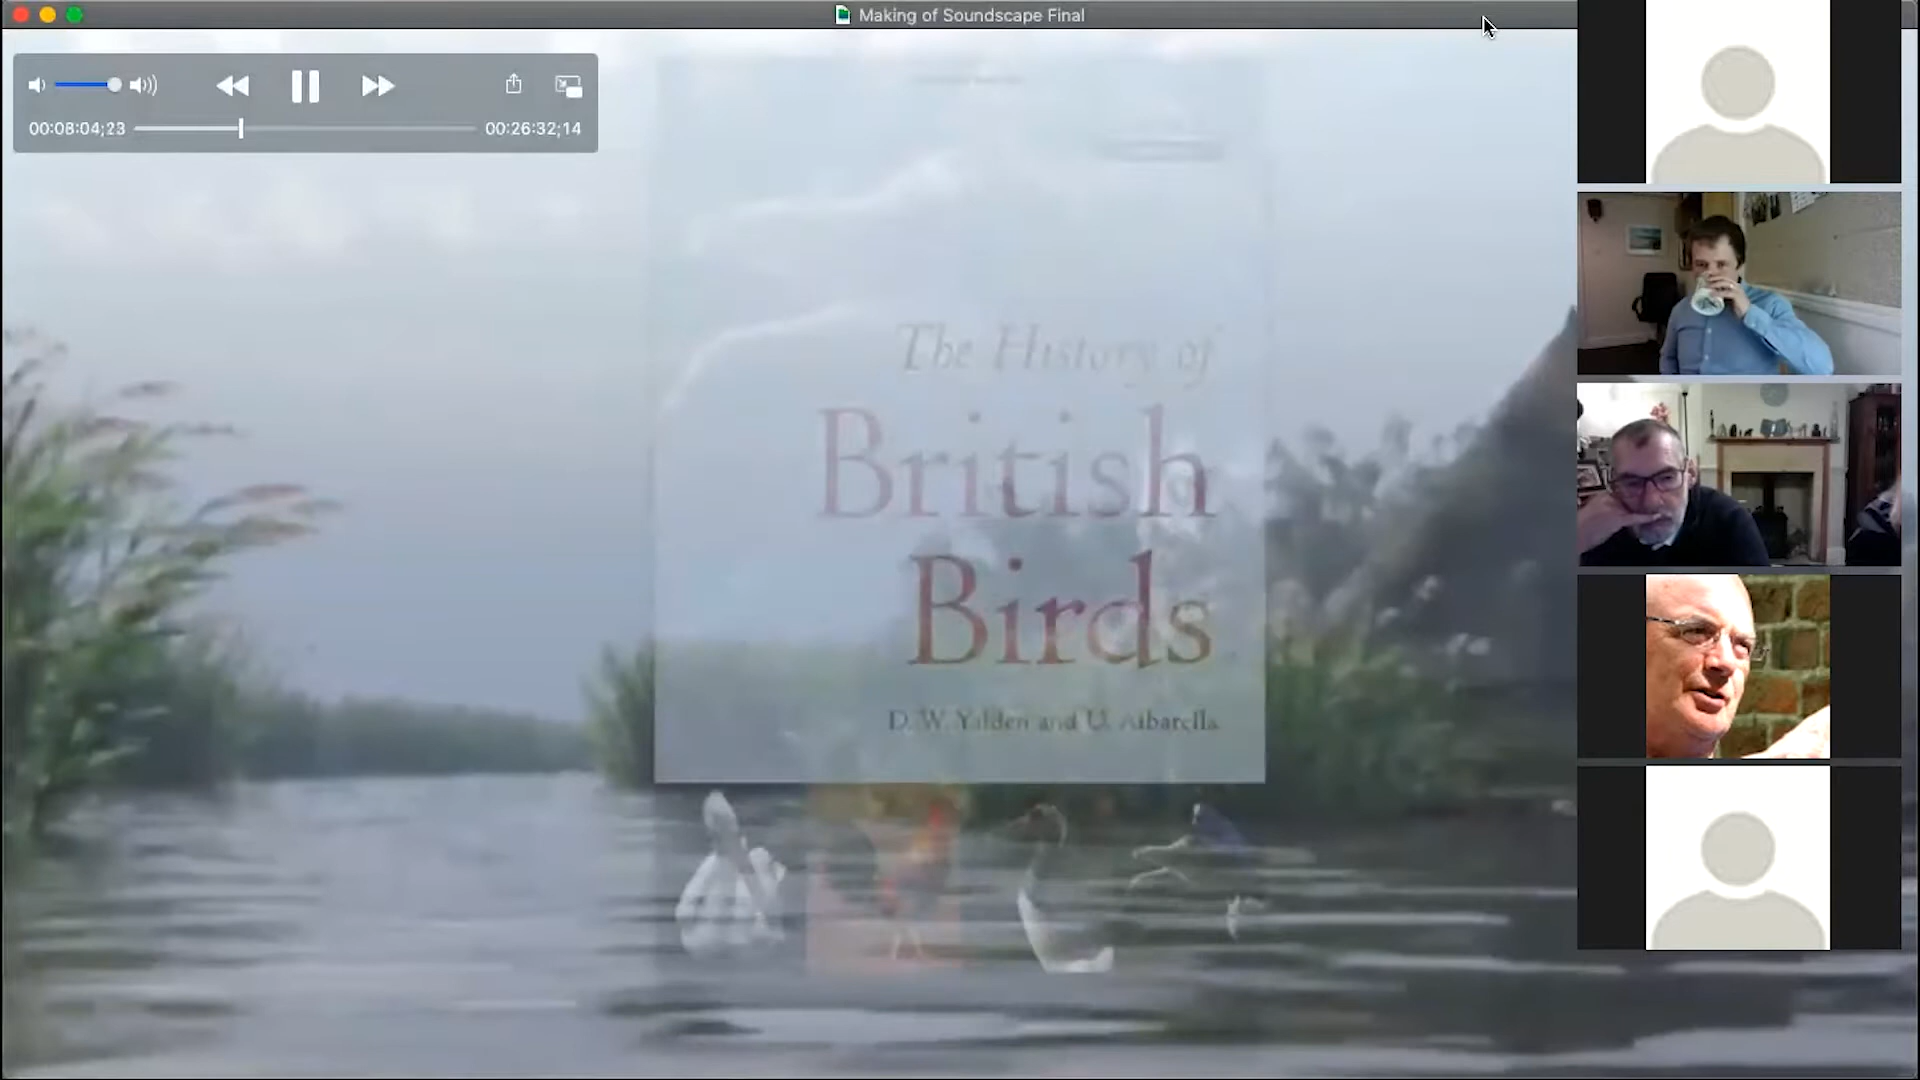 Making of Soundscape Final
00:08:04;23
00:26:32;14
The History of
British
Birds
D. W. Yalden and U. Albarella